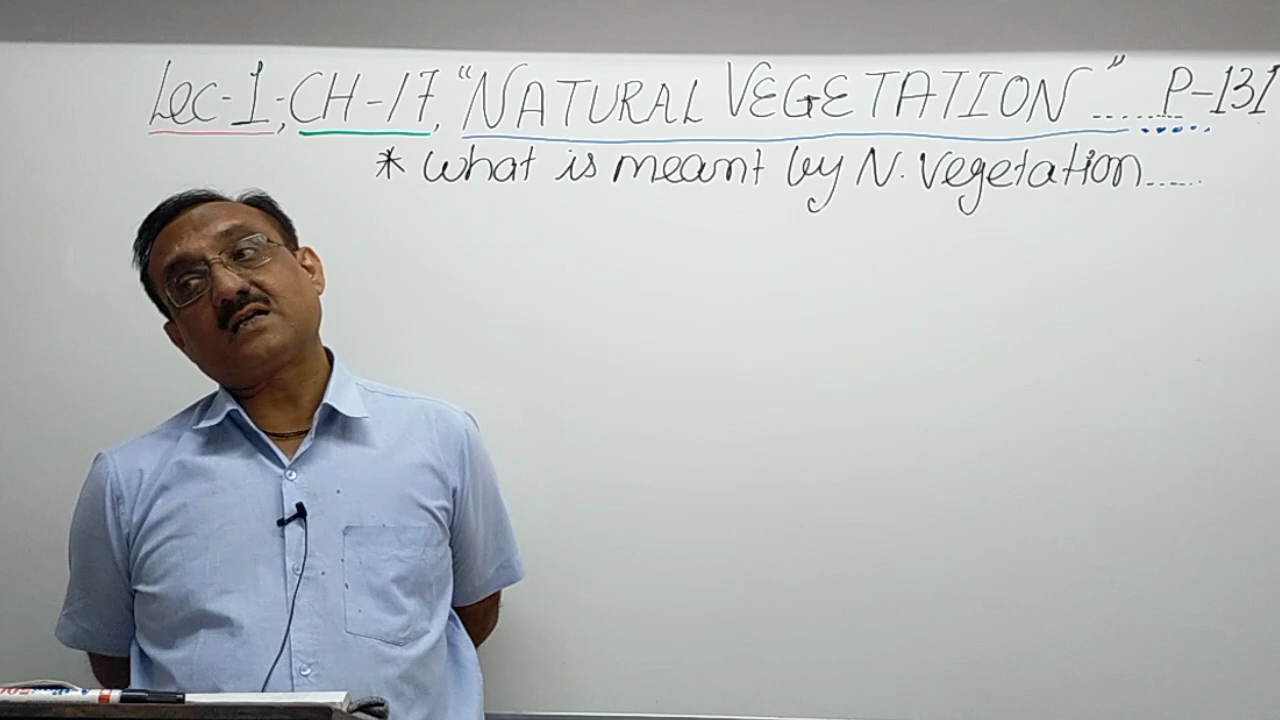 Lec-1, CH-17, "NATURAL VEGETATION" ........ P-131
* What is meant by N. Vegetation......